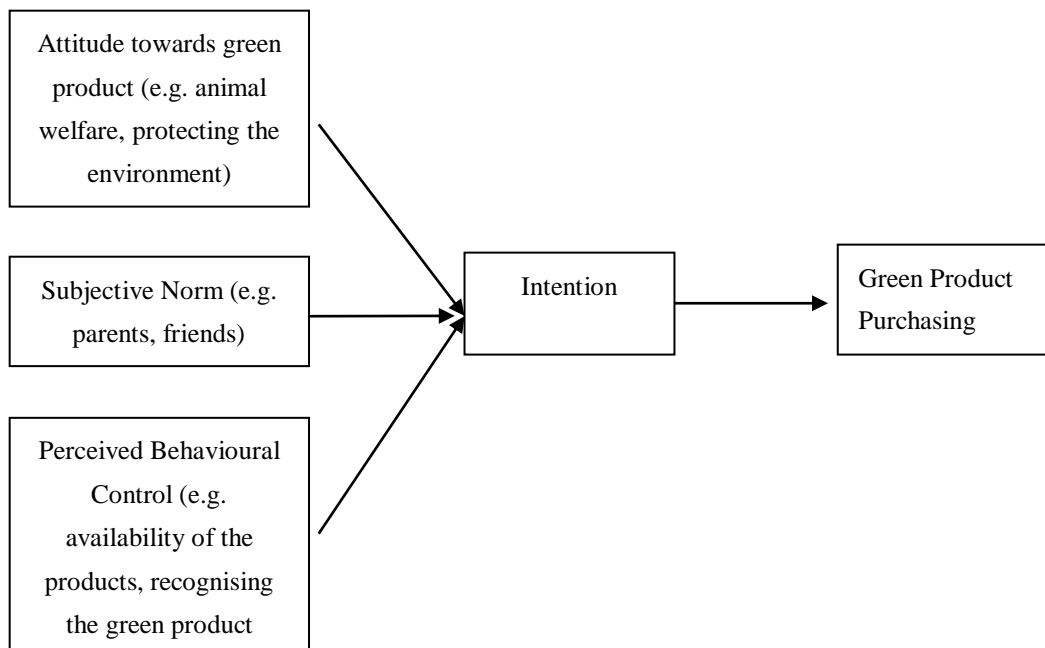 Attitude towards green
product (e.g. animal
welfare, protecting the
environment)
Subjective Norm (e.g.
parents, friends)
Perceived Behavioural
Control (e.g.
availability of the
products, recognising
the green product
Intention
Green Product
Purchasing